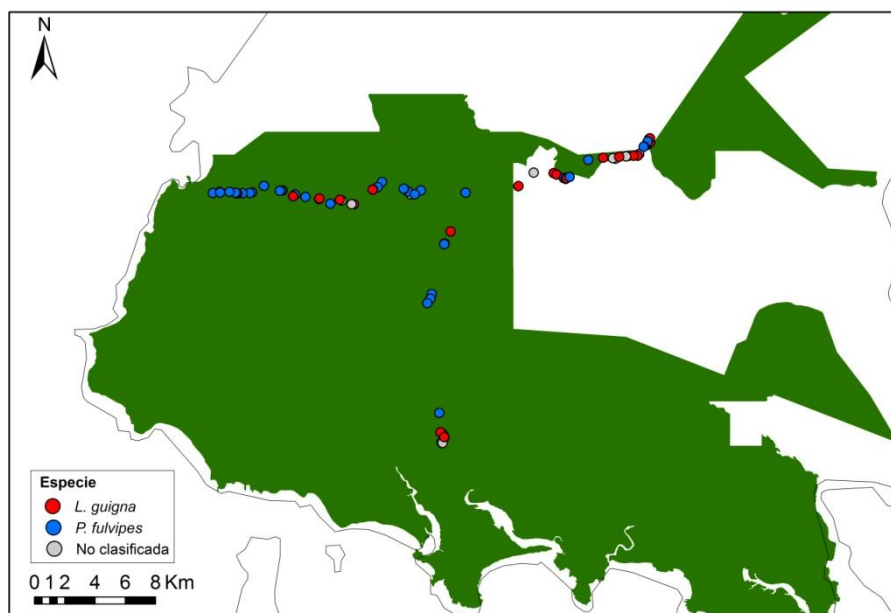 N
Especie
L. guigna
P. fulvipes
No clasificada
0 1 2 4 6 8 Km